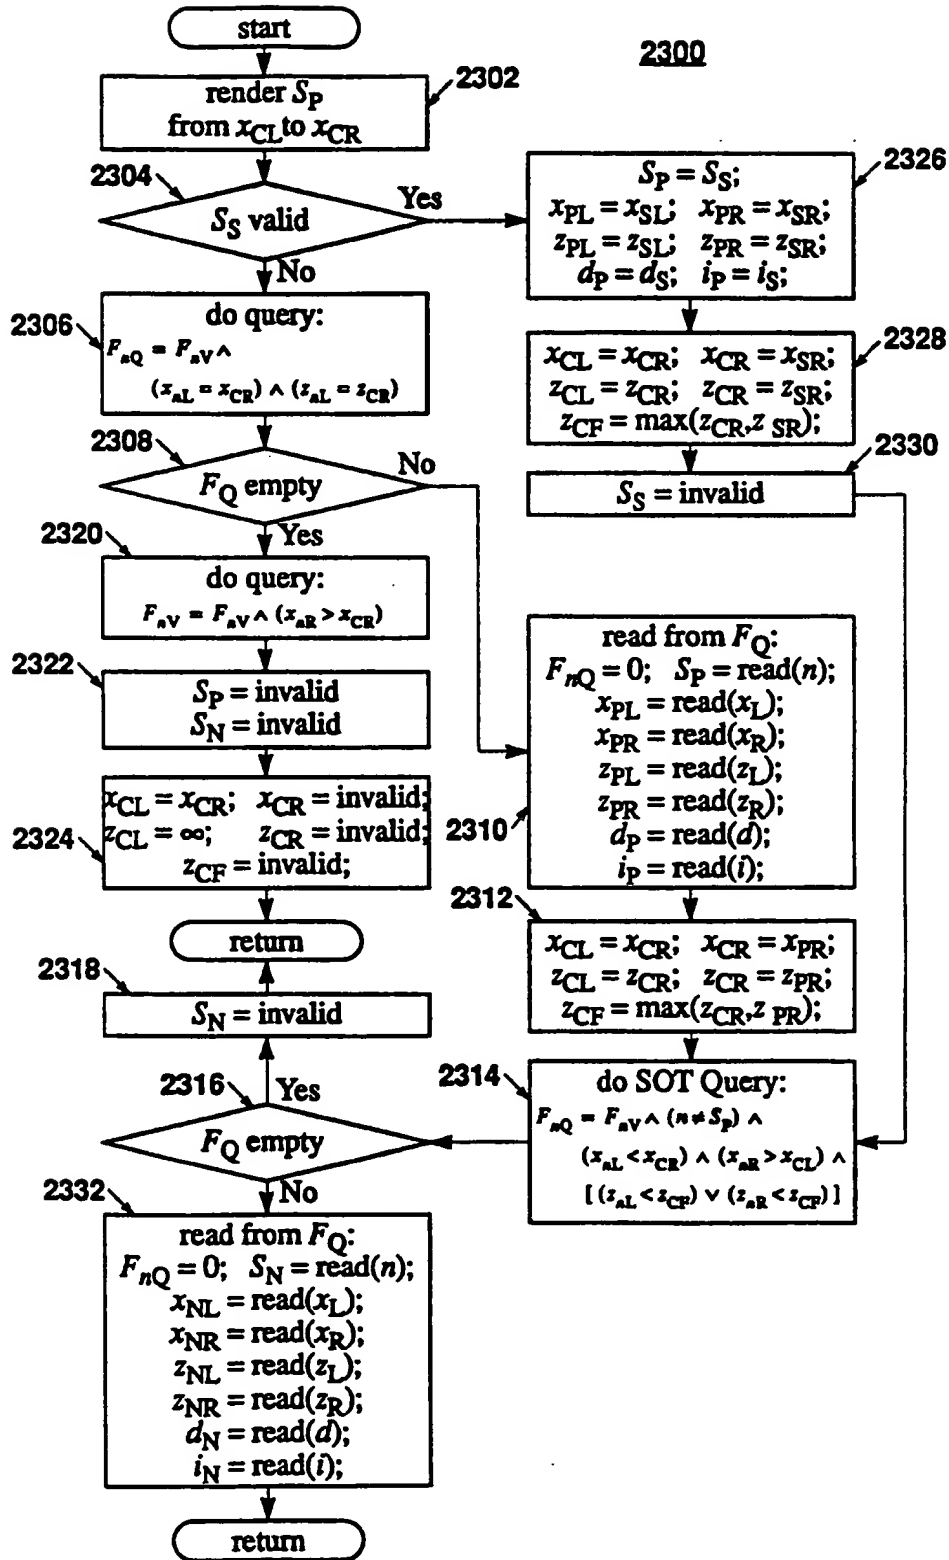 start
2300
2302
render S_P
from x_CL to x_CR
2304
S_S valid
Yes
No
2326
S_P = S_S;
x_PL = x_SL; x_PR = x_SR;
z_PL = z_SL; z_PR = z_SR;
d_P = d_S; i_P = i_S;
2306
do query:
F_nQ = F_nV ∧
(x_nL = x_CR) ∧ (z_nL = z_CR)
2328
x_CL = x_CR; x_CR = x_SR;
z_CL = z_CR; z_CR = z_SR;
z_CF = max(z_CR,z_SR);
2308
F_Q empty
No
Yes
2330
S_S = invalid
2320
do query:
F_nV = F_nV ∧ (x_nR > x_CR)
2322
S_P = invalid
S_N = invalid
2310
read from F_Q:
F_nQ = 0; S_P = read(n);
x_PL = read(x_L);
x_PR = read(x_R);
z_PL = read(z_L);
z_PR = read(z_R);
d_P = read(d);
i_P = read(i);
2324
x_CL = x_CR; x_CR = invalid;
z_CL = ∞; z_CR = invalid;
z_CF = invalid;
return
2312
x_CL = x_CR; x_CR = x_PR;
z_CL = z_CR; z_CR = z_PR;
z_CF = max(z_CR,z_PR);
2318
S_N = invalid
2314
do SOT Query:
F_nQ = F_nV ∧ (n ≠ S_P) ∧
(x_nL < x_CR) ∧ (x_nR > x_CL) ∧
[(z_nL < z_CF) ∨ (z_nR < z_CF)]
2316
Yes
F_Q empty
No
2332
read from F_Q:
F_nQ = 0; S_N = read(n);
x_NL = read(x_L);
x_NR = read(x_R);
z_NL = read(z_L);
z_NR = read(z_R);
d_N = read(d);
i_N = read(i);
return